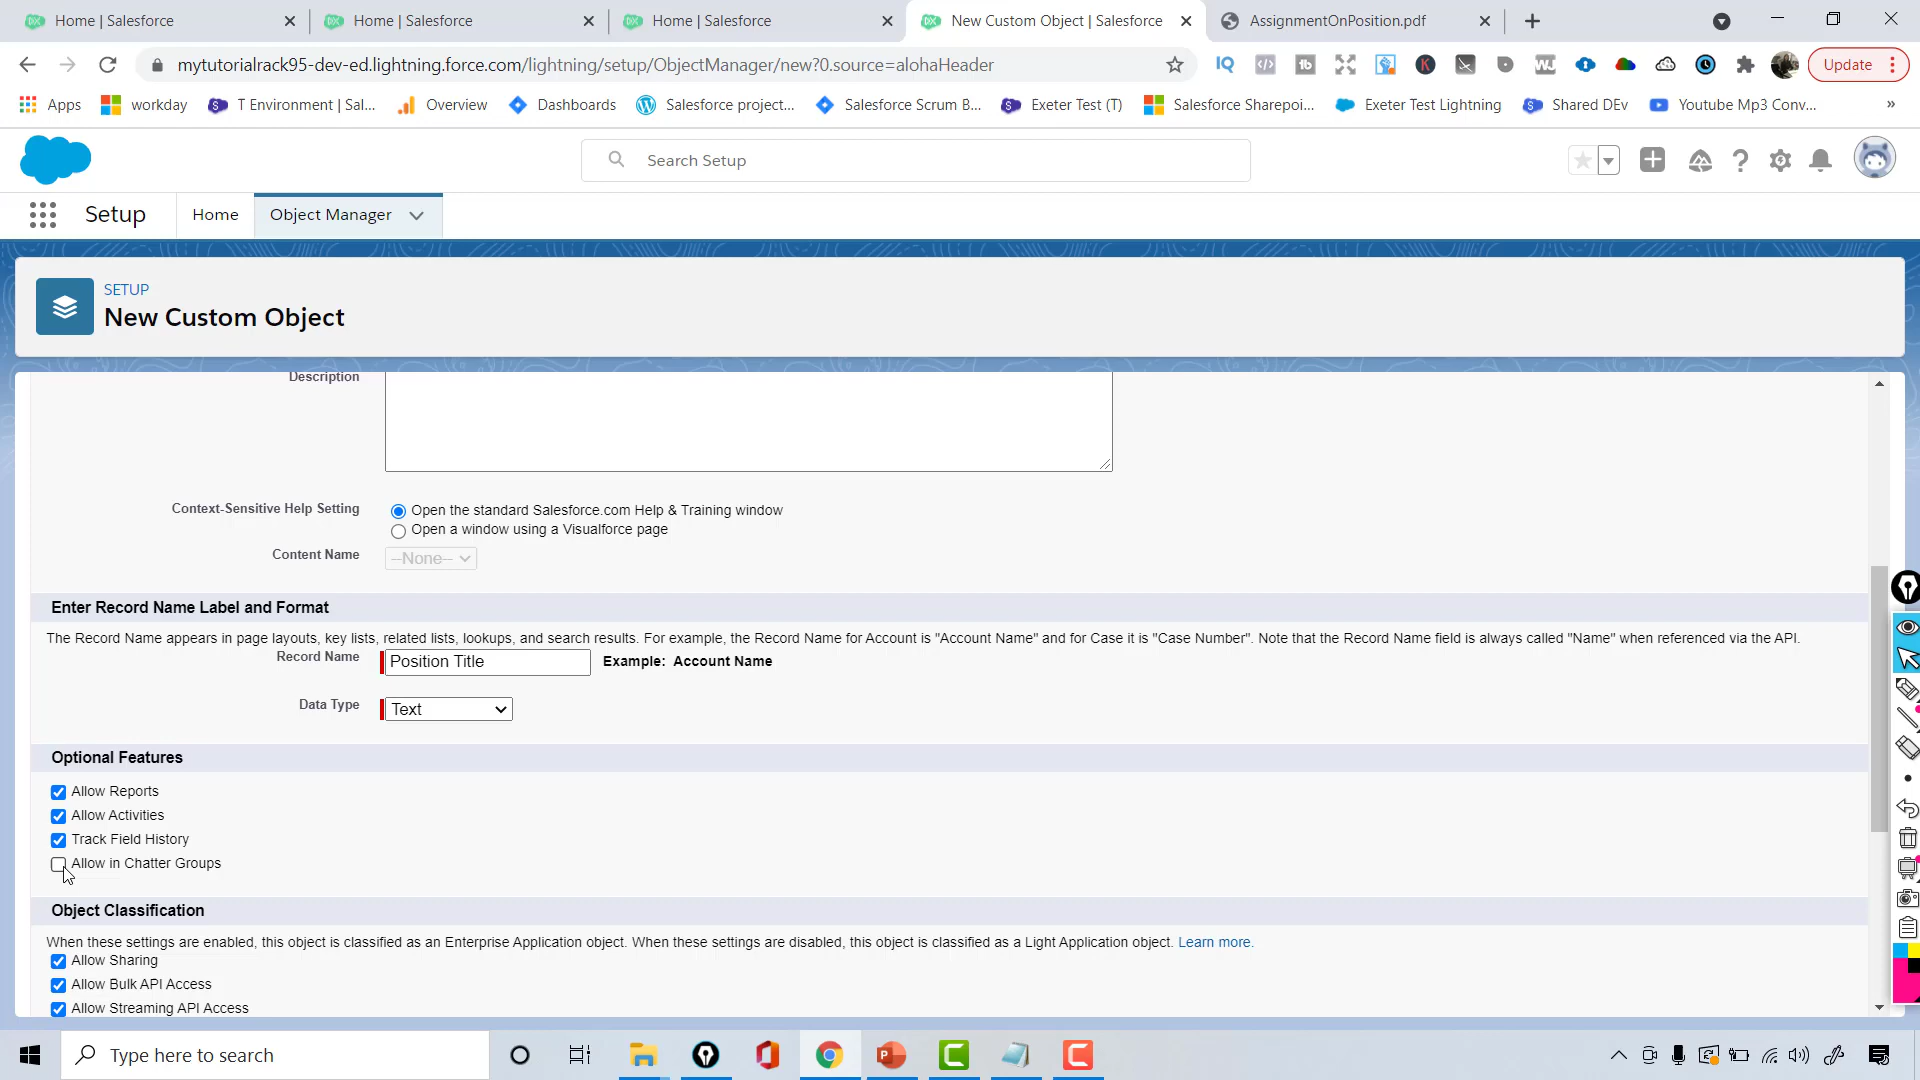 Home | Salesforce
Home | Salesforce
Home | Salesforce
New Custom Object | Salesforce
AssignmentOnPosition.pdf
mytutorialrack95-dev-ed.lightning.force.com/lightning/setup/ObjectManager/new?0.source=alohaHeader
IQ
tb
K
WJ
Update
Apps
workday
T Environment | Sal...
Overview
Dashboards
Salesforce project...
Salesforce Scrum B...
Exeter Test (T)
Salesforce Sharepoi...
Exeter Test Lightning
Shared DEv
Youtube Mp3 Conv...
»
Search Setup
Setup
Home
Object Manager
SETUP
New Custom Object
Description
Context-Sensitive Help Setting
Open the standard Salesforce.com Help & Training window
Open a window using a Visualforce page
Content Name
--None--
Enter Record Name Label and Format
The Record Name appears in page layouts, key lists, related lists, lookups, and search results. For example, the Record Name for Account is "Account Name" and for Case it is "Case Number". Note that the Record Name field is always called "Name" when referenced via the API.
Record Name
Position Title
Example: Account Name
Data Type
Text
Optional Features
Allow Reports
Allow Activities
Track Field History
Allow in Chatter Groups
Object Classification
When these settings are enabled, this object is classified as an Enterprise Application object. When these settings are disabled, this object is classified as a Light Application object. Learn more.
Allow Sharing
Allow Bulk API Access
Allow Streaming API Access
Type here to search